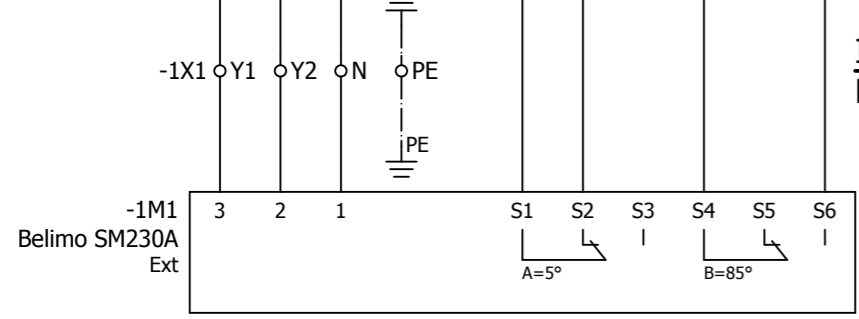 -1X1 Y1 Y2 N PE
PE
-1M1 3 2 1 S1 S2 S3 S4 S5 S6
Belimo SM230A
Ext
A=5° B=85°